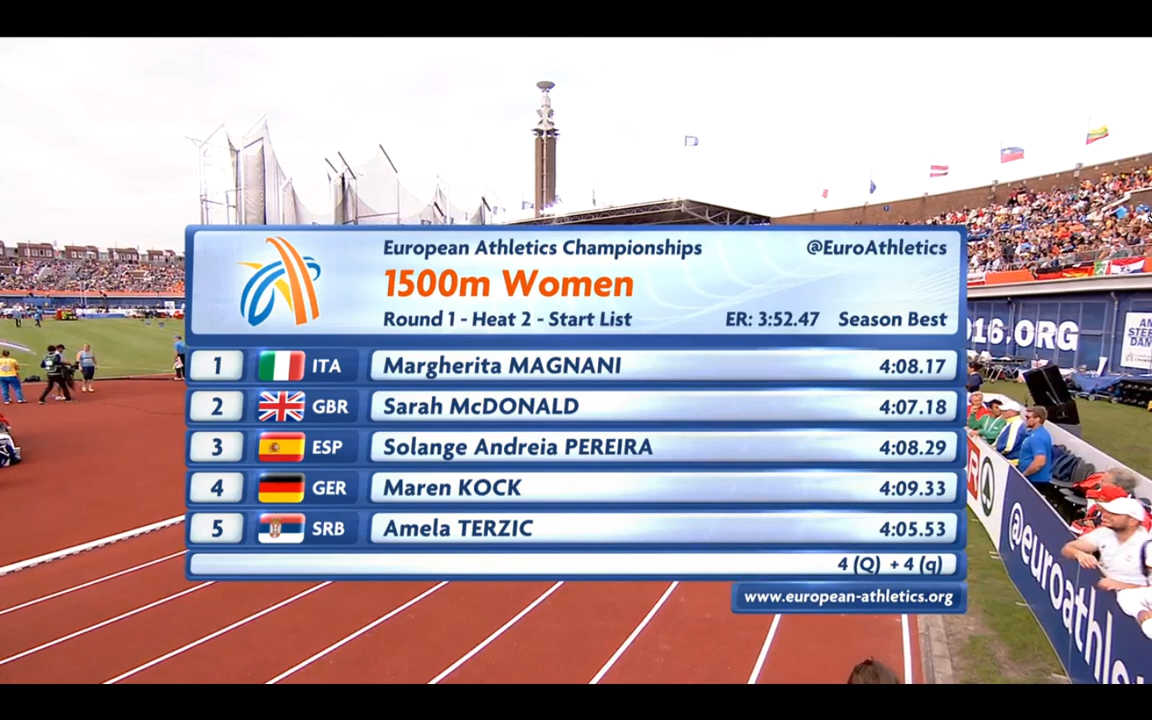 European Athletics Championships @EuroAthletics
1500m Women
Round 1 - Heat 2 - Start List ER: 3:52.47 Season Best
1 ITA Margherita MAGNANI 4:08.17
2 GBR Sarah McDONALD 4:07.18
3 ESP Solange Andreia PEREIRA 4:08.29
4 GER Maren KOCK 4:09.33
5 SRB Amela TERZIC 4:05.53
4 (Q) + 4 (q)
www.european-athletics.org
16.ORG
@euroathl